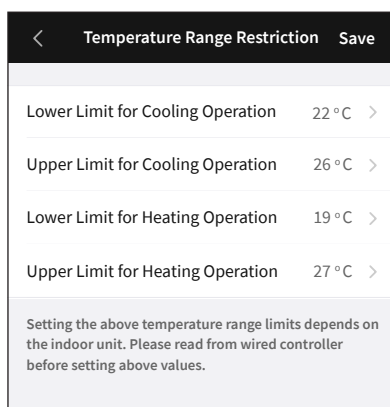 Temperature Range Restriction Save
Lower Limit for Cooling Operation 22 °C
Upper Limit for Cooling Operation 26 °C
Lower Limit for Heating Operation 19 °C
Upper Limit for Heating Operation 27 °C
Setting the above temperature range limits depends on
the indoor unit. Please read from wired controller
before setting above values.